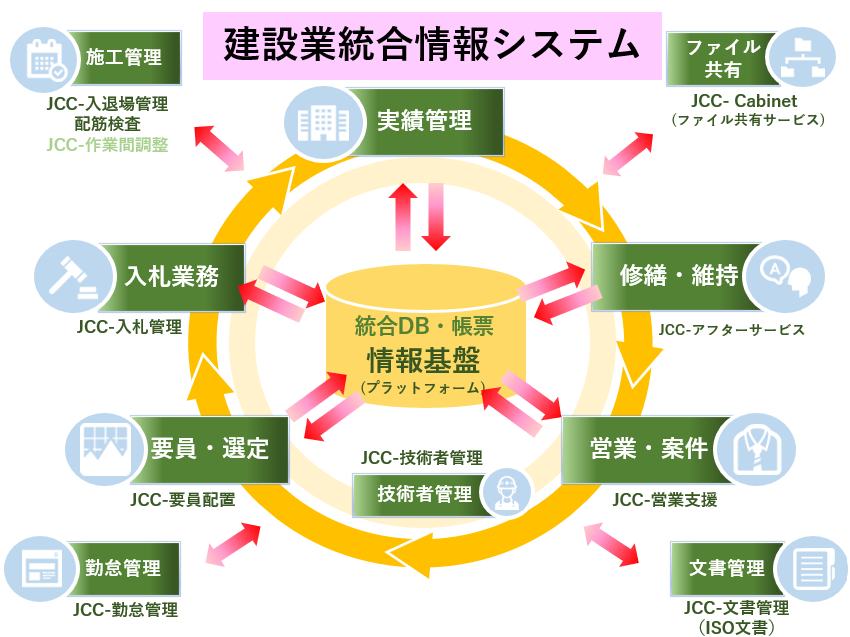 建設業統合情報システム
施工管理
JCC-入退場管理
配筋検査
JCC-作業間調整
ファイル
共有
JCC- Cabinet
（ファイル共有サービス）
実績管理
入札業務
JCC-入札管理
修繕・維持
JCC-アフターサービス
統合DB・帳票
情報基盤
（プラットフォーム）
要員・選定
JCC-要員配置
JCC-技術者管理
技術者管理
営業・案件
JCC-営業支援
勤怠管理
JCC-勤怠管理
文書管理
JCC-文書管理
（ISO文書）